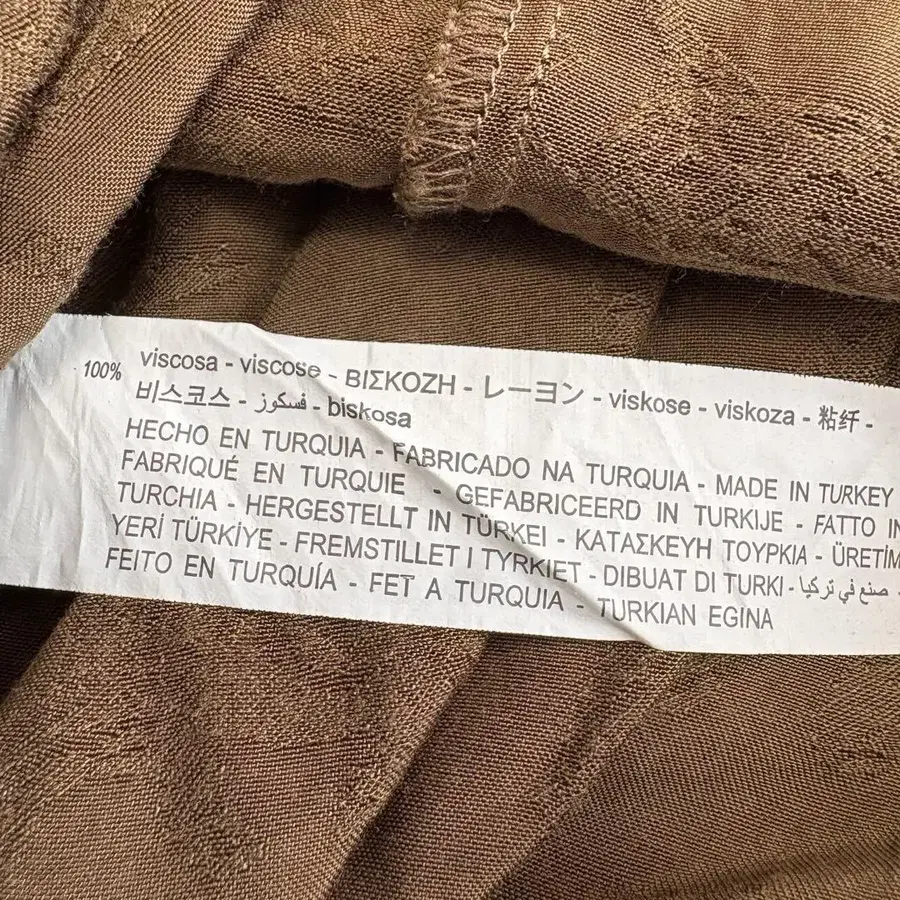 100% viscosa - viscose - ΒΙΣΚΟΖΗ - レーヨン - viskose - viskoza - 粘纤 -
비스코스 - فسكوز - biskosa
HECHO EN TURQUIA - FABRICADO NA TURQUIA - MADE IN TURKEY
FABRIQUÉ EN TURQUIE - GEFABRICEERD IN TURKIJE - FATTO IN
TURCHIA - HERGESTELLT IN TÜRKEI - ΚΑΤΑΣΚΕΥΗ ΤΟΥΡΚΙΑ - ÜRETİM
YERİ TÜRKİYE - FREMSTILLET I TYRKIET - DIBUAT DI TURKI - صنع في تركيا -
FEITO EN TURQUÍA - FET A TURQUIA - TURKIAN EGINA